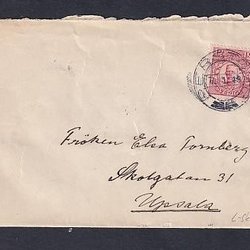 Fröken Elsa Tornberg
Skolgatan 31
Upsala